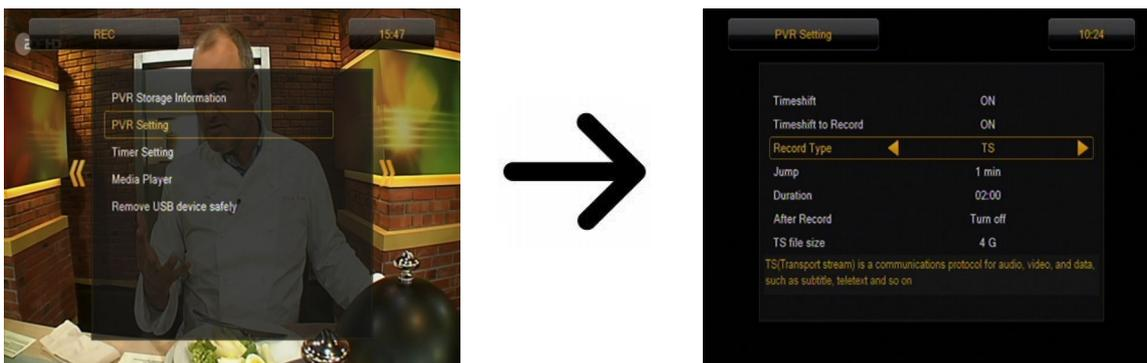 REC
15:47
PVR Storage Information
PVR Setting
Timer Setting
Media Player
Remove USB device safely
PVR Setting
10:24
Timeshift ON
Timeshift to Record ON
Record Type TS
Jump 1 min
Duration 02:00
After Record Turn off
TS file size 4 G
TS(Transport stream) is a communications protocol for audio, video, and data,
such as subtitle, teletext and so on